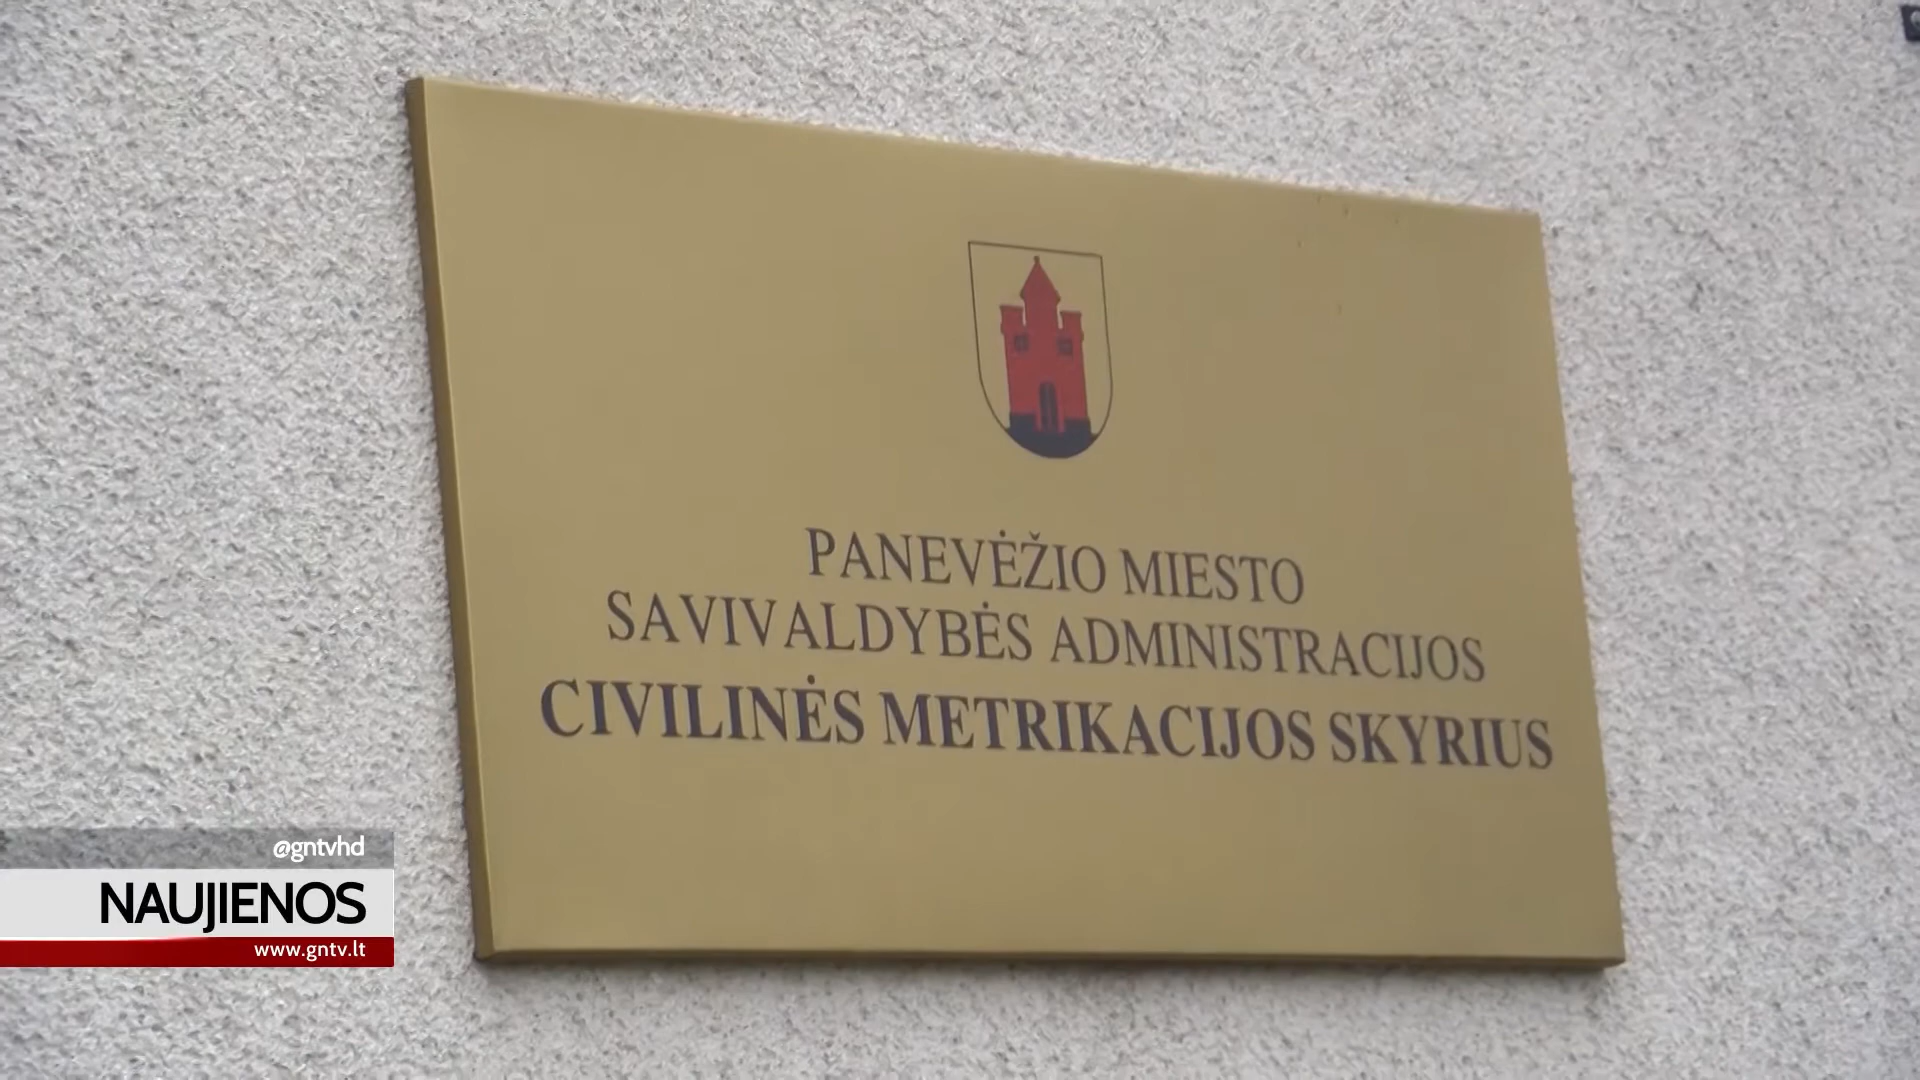 PANEVĖŽIO MIESTO
SAVIVALDYBĖS ADMINISTRACIJOS
CIVILINĖS METRIKACIJOS SKYRIUS
@gntvhd
NAUJIENOS
www.gntv.lt